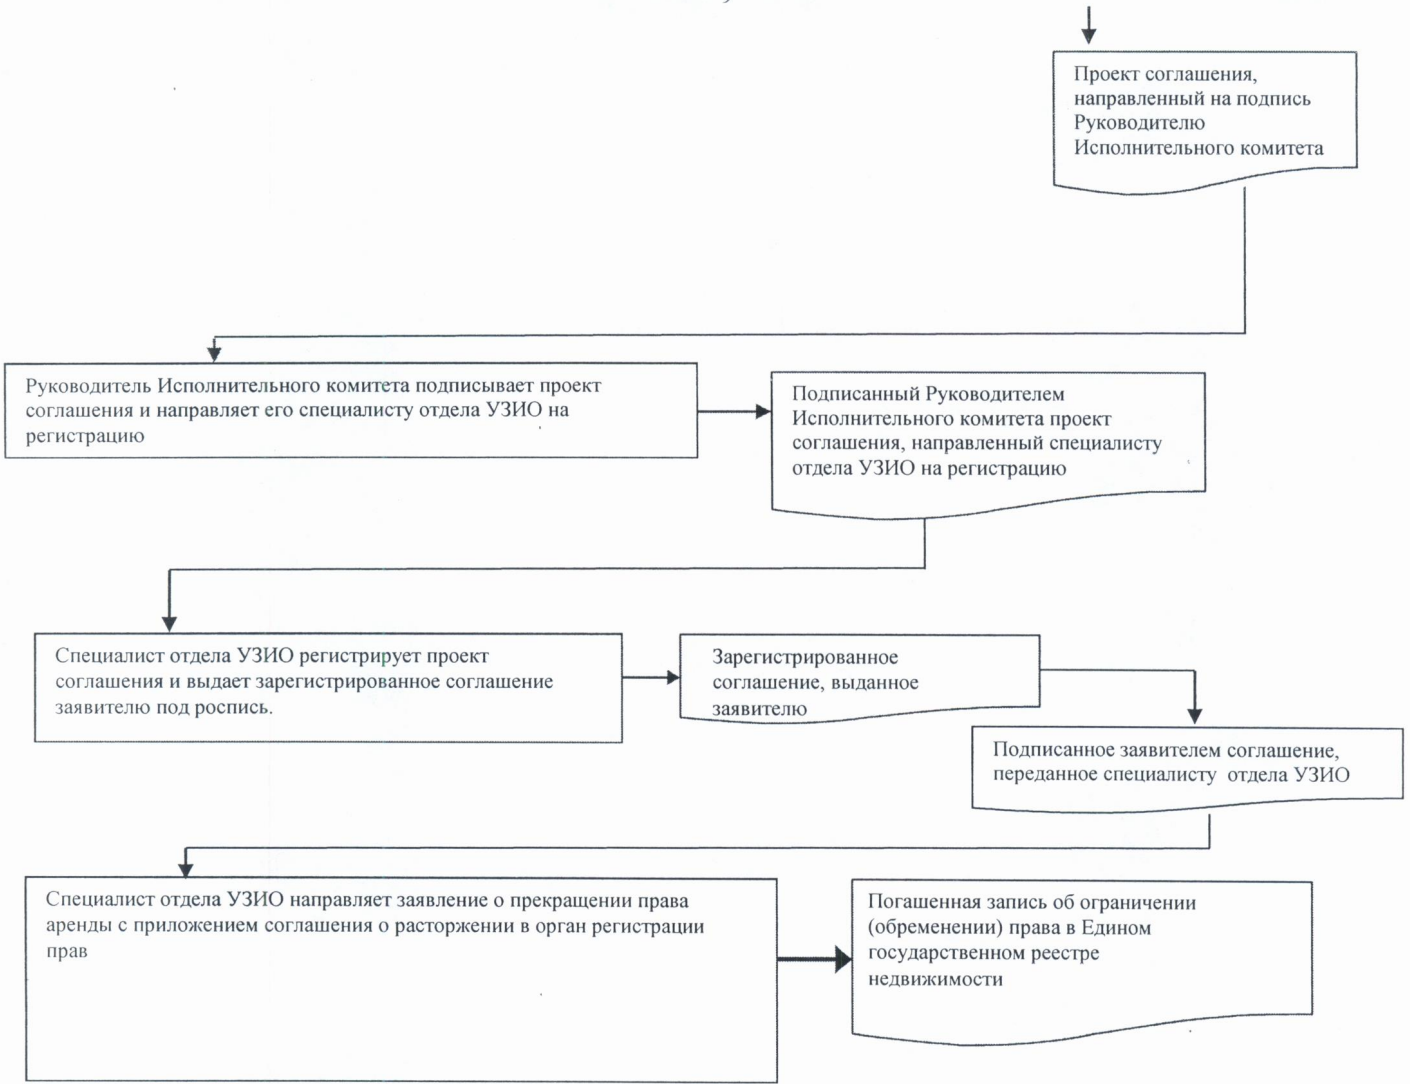 Проект соглашения,
направленный на подпись
Руководителю
Исполнительного комитета
Руководитель Исполнительного комитета подписывает проект
соглашения и направляет его специалисту отдела УЗИО на
регистрацию
Подписанный Руководителем
Исполнительного комитета проект
соглашения, направленный специалисту
отдела УЗИО на регистрацию
Специалист отдела УЗИО регистрирует проект
соглашения и выдает зарегистрированное соглашение
заявителю под роспись.
Зарегистрированное
соглашение, выданное
заявителю
Подписанное заявителем соглашение,
переданное специалисту отдела УЗИО
Специалист отдела УЗИО направляет заявление о прекращении права
аренды с приложением соглашения о расторжении в орган регистрации
прав
Погашенная запись об ограничении
(обременении) права в Едином
государственном реестре
недвижимости